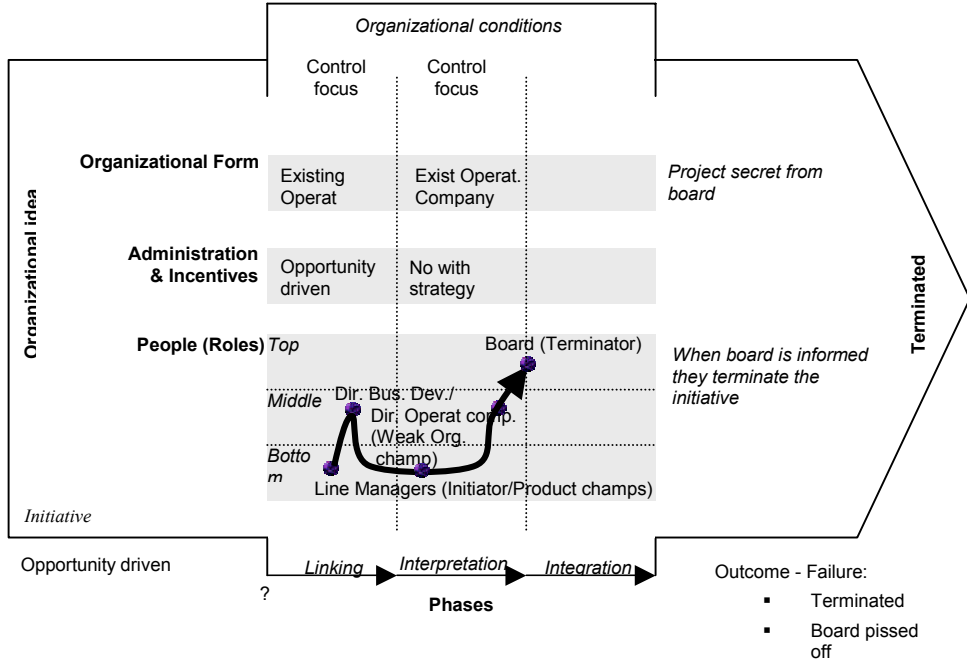 Organizational conditions
Control
focus
Control
focus
Organizational idea
Organizational Form
Existing
Operat
Exist Operat.
Company
Project secret from
board
Administration
& Incentives
Opportunity
driven
No with
strategy
Terminated
People (Roles)
Top
Board (Terminator)
When board is informed
they terminate the
initiative
Middle
Dir. Bus. Dev./
Dir. Operat comp.
(Weak Org.
champ)
Botto
m
Line Managers (Initiator/Product champs)
Initiative
Opportunity driven
Linking
Interpretation
Integration
?
Phases
Outcome - Failure:
▪ Terminated
▪ Board pissed
off